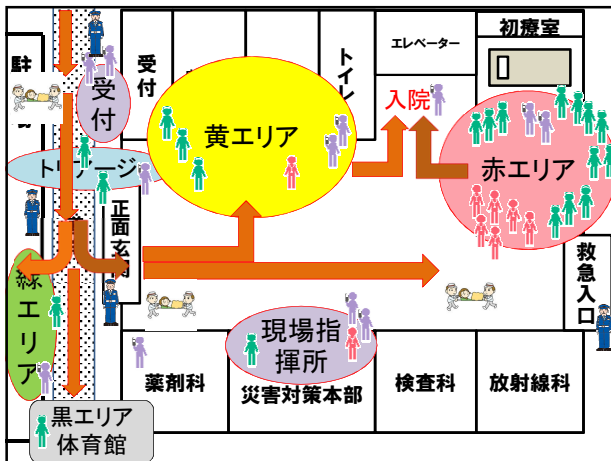 駐
受付
受付
トイレ
エレベーター
初療室
入院
黄エリア
赤エリア
トリアージ
正面玄関
緑エリア
救急入口
現場指
揮所
薬剤科
災害対策本部
検査科
放射線科
黒エリア
体育館